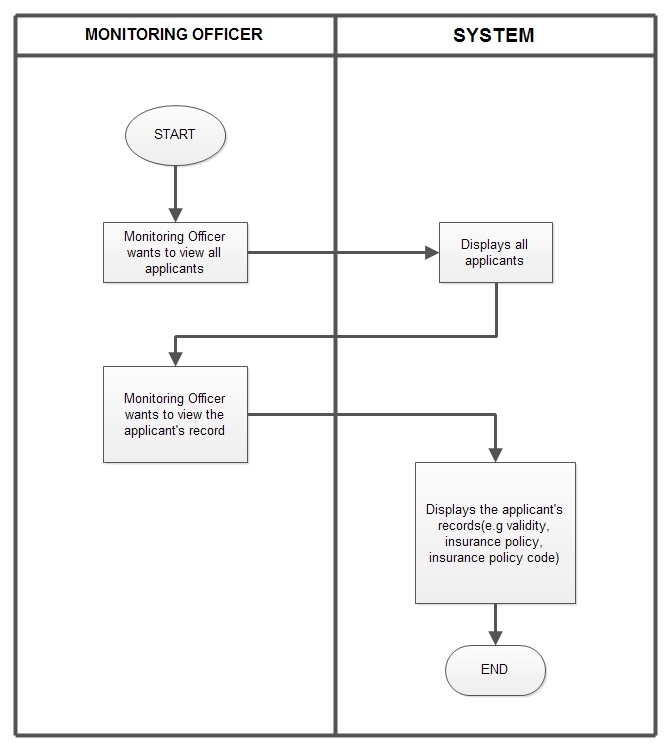 MONITORING OFFICER
SYSTEM
START
Monitoring Officer
wants to view all
applicants
Displays all
applicants
Monitoring Officer
wants to view the
applicant's record
Displays the applicant's
records(e.g validity,
insurance policy,
insurance policy code)
END